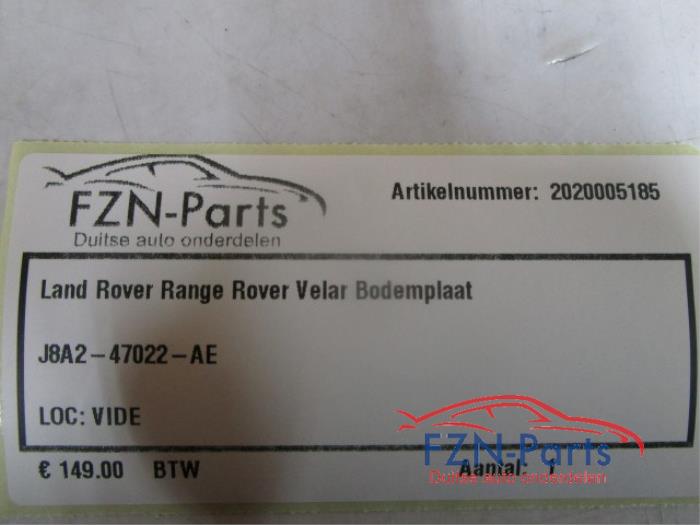 FZN-Parts
Duitse auto onderdelen
Artikelnummer: 2020005185
Land Rover Range Rover Velar Bodemplaat
J8A2-47022-AE
LOC: VIDE
€ 149.00 BTW Aantal: 1
FZN-Parts
Duitse auto onderdelen